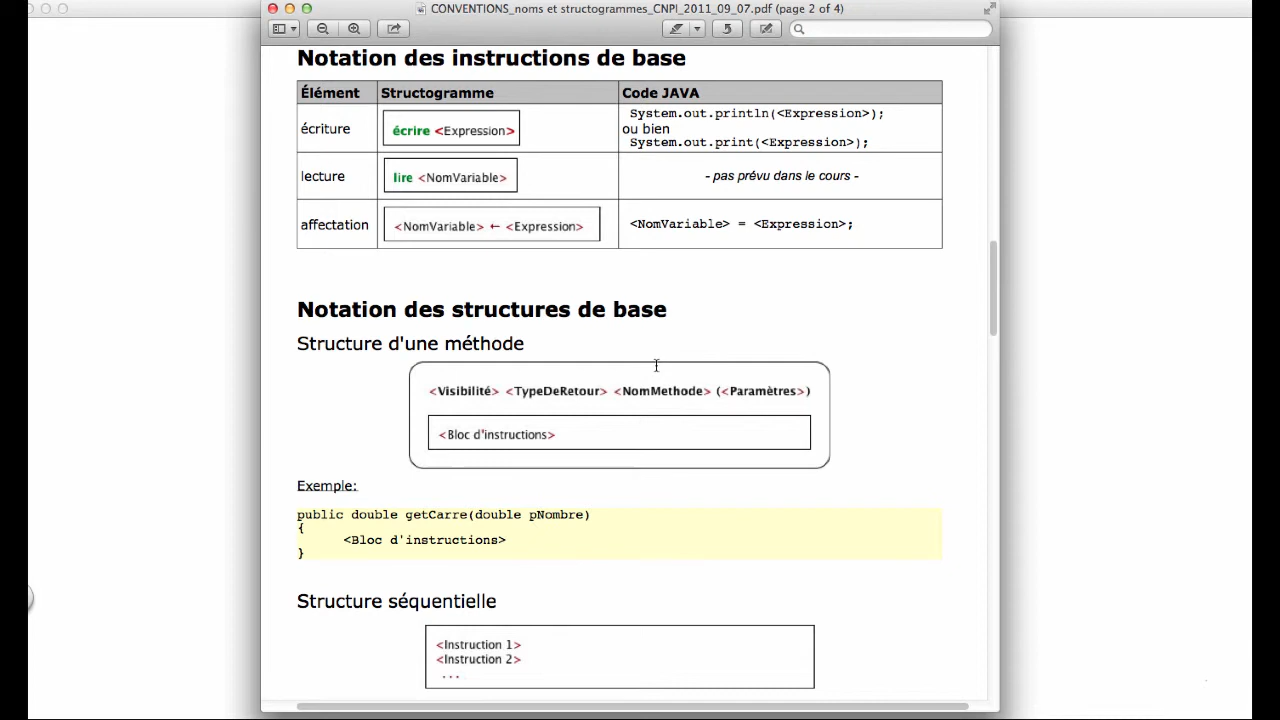 CONVENTIONS_noms et structogrammes_CNPI_2011_09_07.pdf (page 2 of 4)
Notation des instructions de base
Élément Structogramme Code JAVA
écriture écrire <Expression> System.out.println(<Expression>);
ou bien
System.out.print(<Expression>);
lecture lire <NomVariable> - pas prévu dans le cours -
affectation <NomVariable> ← <Expression> <NomVariable> = <Expression>;
Notation des structures de base
Structure d'une méthode
<Visibilité> <TypeDeRetour> <NomMethode> (<Paramètres>)
<Bloc d'instructions>
Exemple:
public double getCarre(double pNombre)
{
<Bloc d'instructions>
}
Structure séquentielle
<Instruction 1>
<Instruction 2>
...